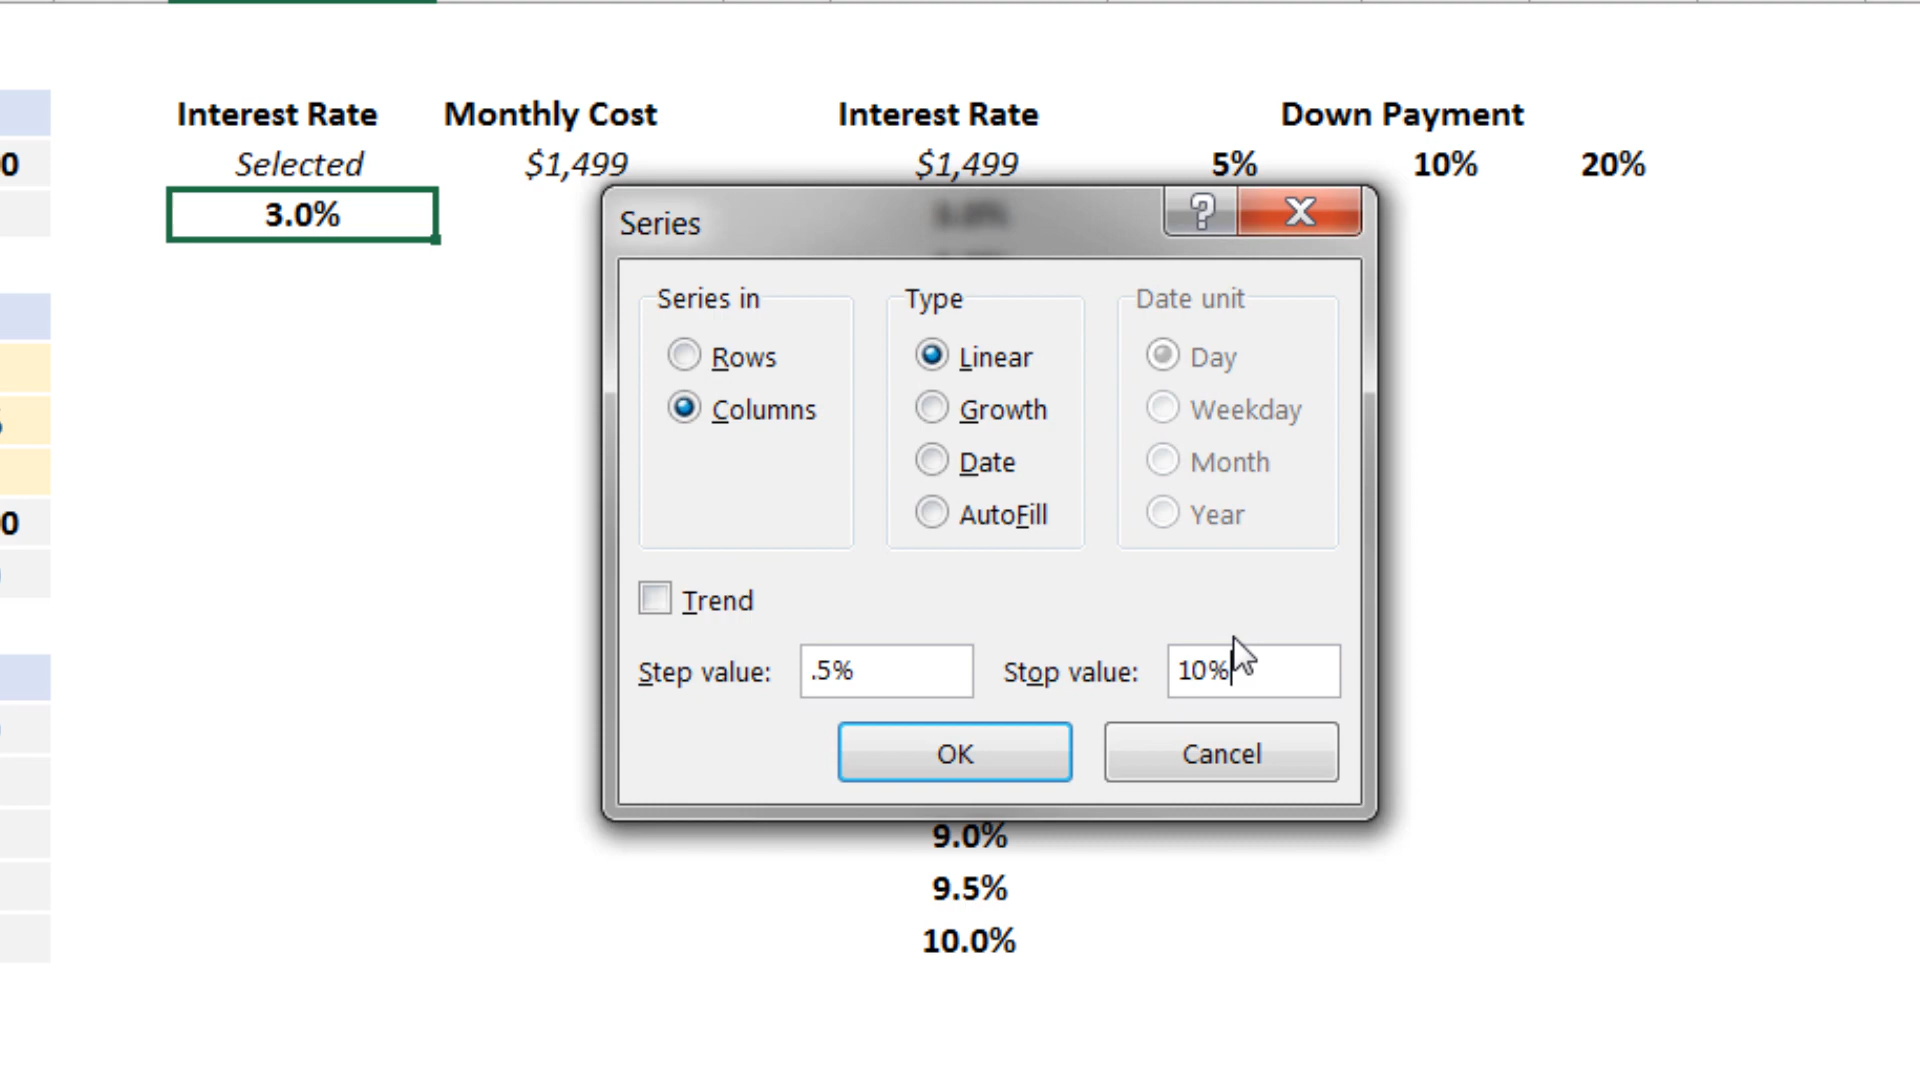 Interest Rate Monthly Cost Interest Rate Down Payment
0 Selected $1,499 $1,499 5% 10% 20%
3.0%
Series
Series in Type Date unit
Rows Linear Day
Columns Growth Weekday
Date Month
0 AutoFill Year
Trend
Step value: .5% Stop value: 10%
OK Cancel
9.0%
9.5%
10.0%